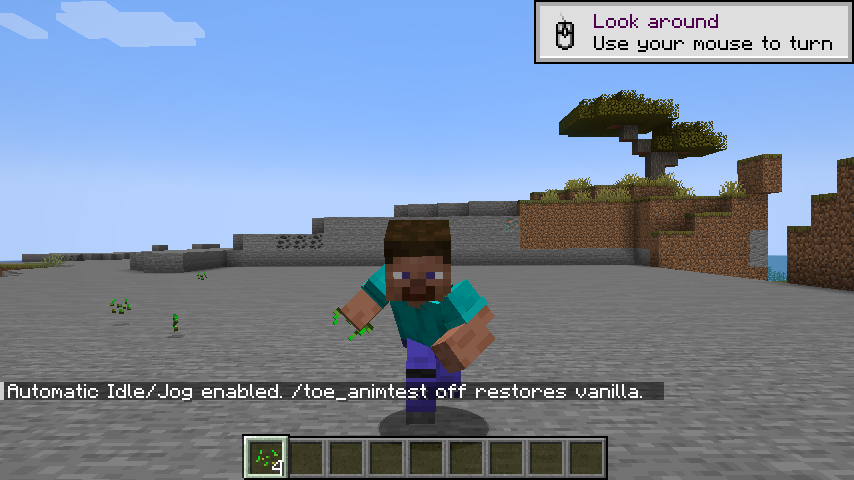 Look around
Use your mouse to turn
Automatic Idle/Jog enabled. /toe_animtest off restores vanilla.
4